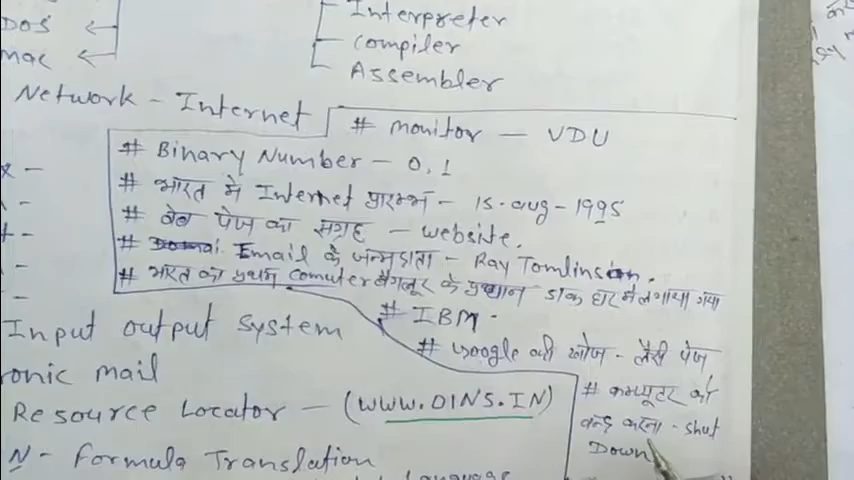 DOS
Mac
Interpreter
Compiler
Assembler
Network - Internet
# Monitor - VDU
# Binary Number - 0, 1
# भारत मे Internet प्रारम्भ - 15-aug-1995
# वेब पेज का संग्रह - website.
# Email के जन्मदाता - Ray Tomlinson.
# भारत का प्रथम Comuter बैंगलूर के प्रधान डाक घर मे लगाया गया
# IBM -
# Google की खोज - लैरी पेज
# कम्प्यूटर को
बन्द करना - shut
Down
Input output System
onic mail
Resource Locator - (WWW.OINS.IN)
N - Formula Translation
Language